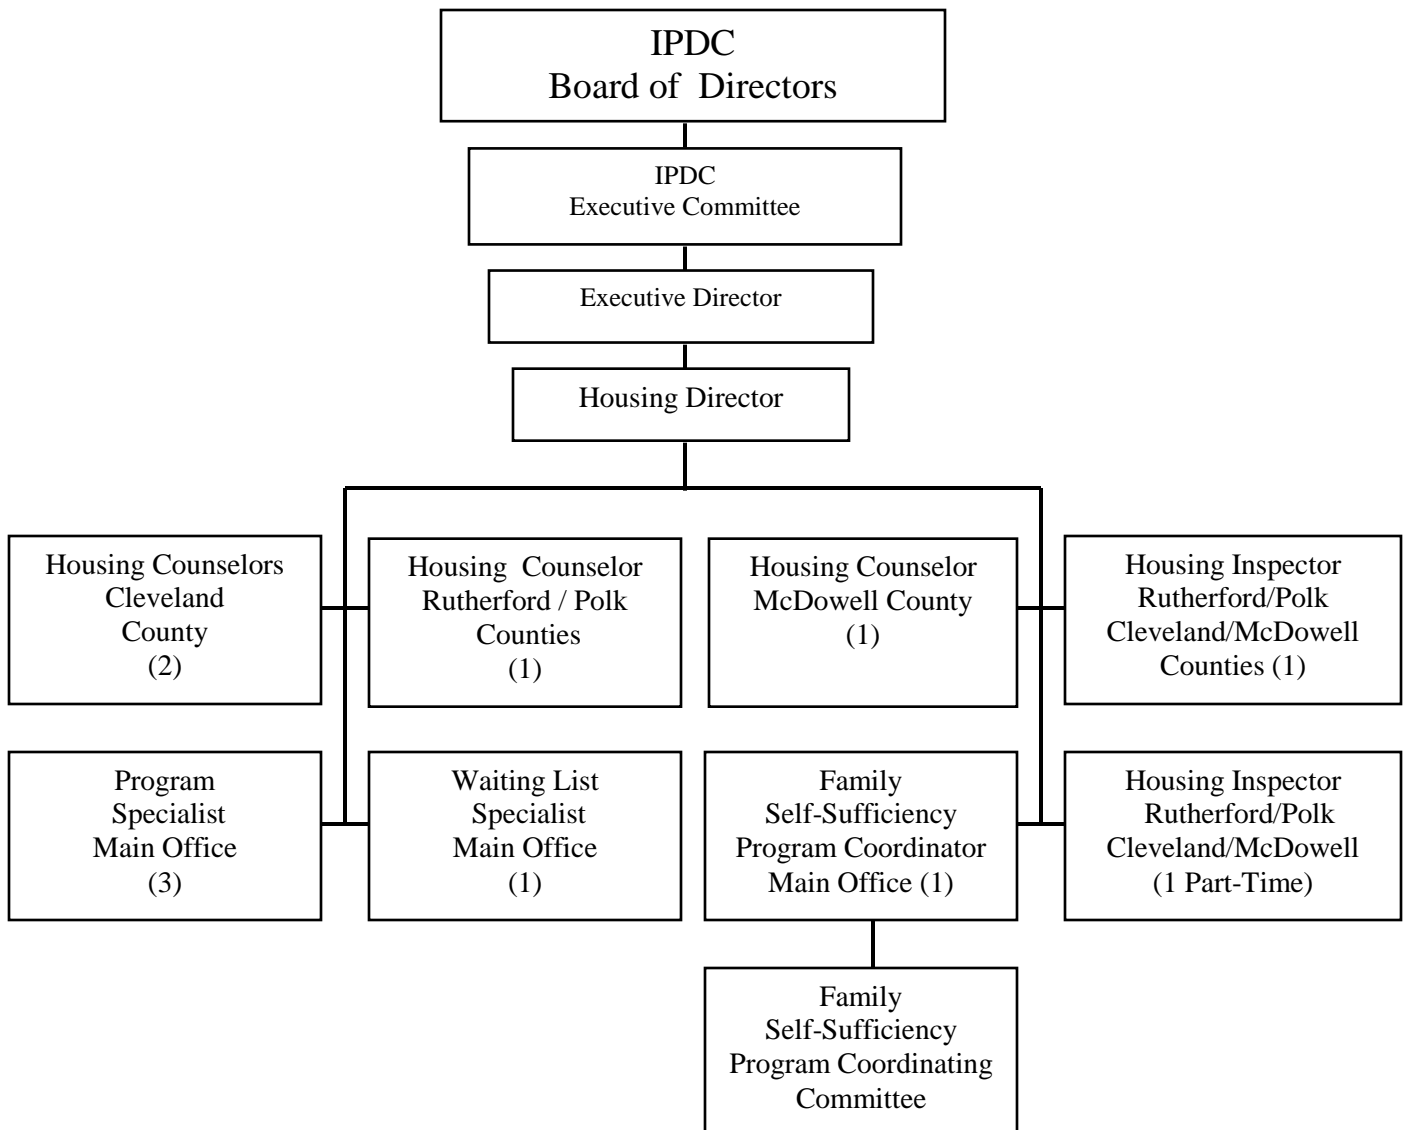 IPDC
Board of Directors
IPDC
Executive Committee
Executive Director
Housing Director
Housing Counselors
Cleveland
County
(2)
Housing Counselor
Rutherford / Polk
Counties
(1)
Housing Counselor
McDowell County
(1)
Housing Inspector
Rutherford/Polk
Cleveland/McDowell
Counties (1)
Program
Specialist
Main Office
(3)
Waiting List
Specialist
Main Office
(1)
Family
Self-Sufficiency
Program Coordinator
Main Office (1)
Housing Inspector
Rutherford/Polk
Cleveland/McDowell
(1 Part-Time)
Family
Self-Sufficiency
Program Coordinating
Committee